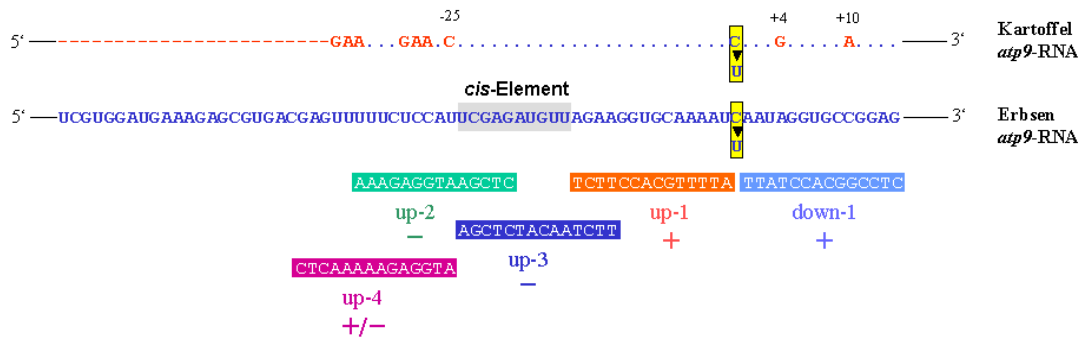 -25 +4 +10
5‘ ------------------------GAA...GAA.C........................C...G.....A.... 3‘ Kartoffel
atp9-RNA
U
cis-Element
5‘ UCGUGGAUGAAAGAGCGUGACGAGUUUUUCUCCAUUCGAGAUGUUAGAAGGUGCAAAAUCAAUAGGUGCCGGAG 3‘ Erbsen
atp9-RNA
U
AAAGAGGTAAGCTC TCTTCCACGTTTTA TTATCCACGGCCTC
up-2 up-1 down-1
− + +
AGCTCTACAATCTT
up-3
−
CTCAAAAAGAGGTA
up-4
+/−